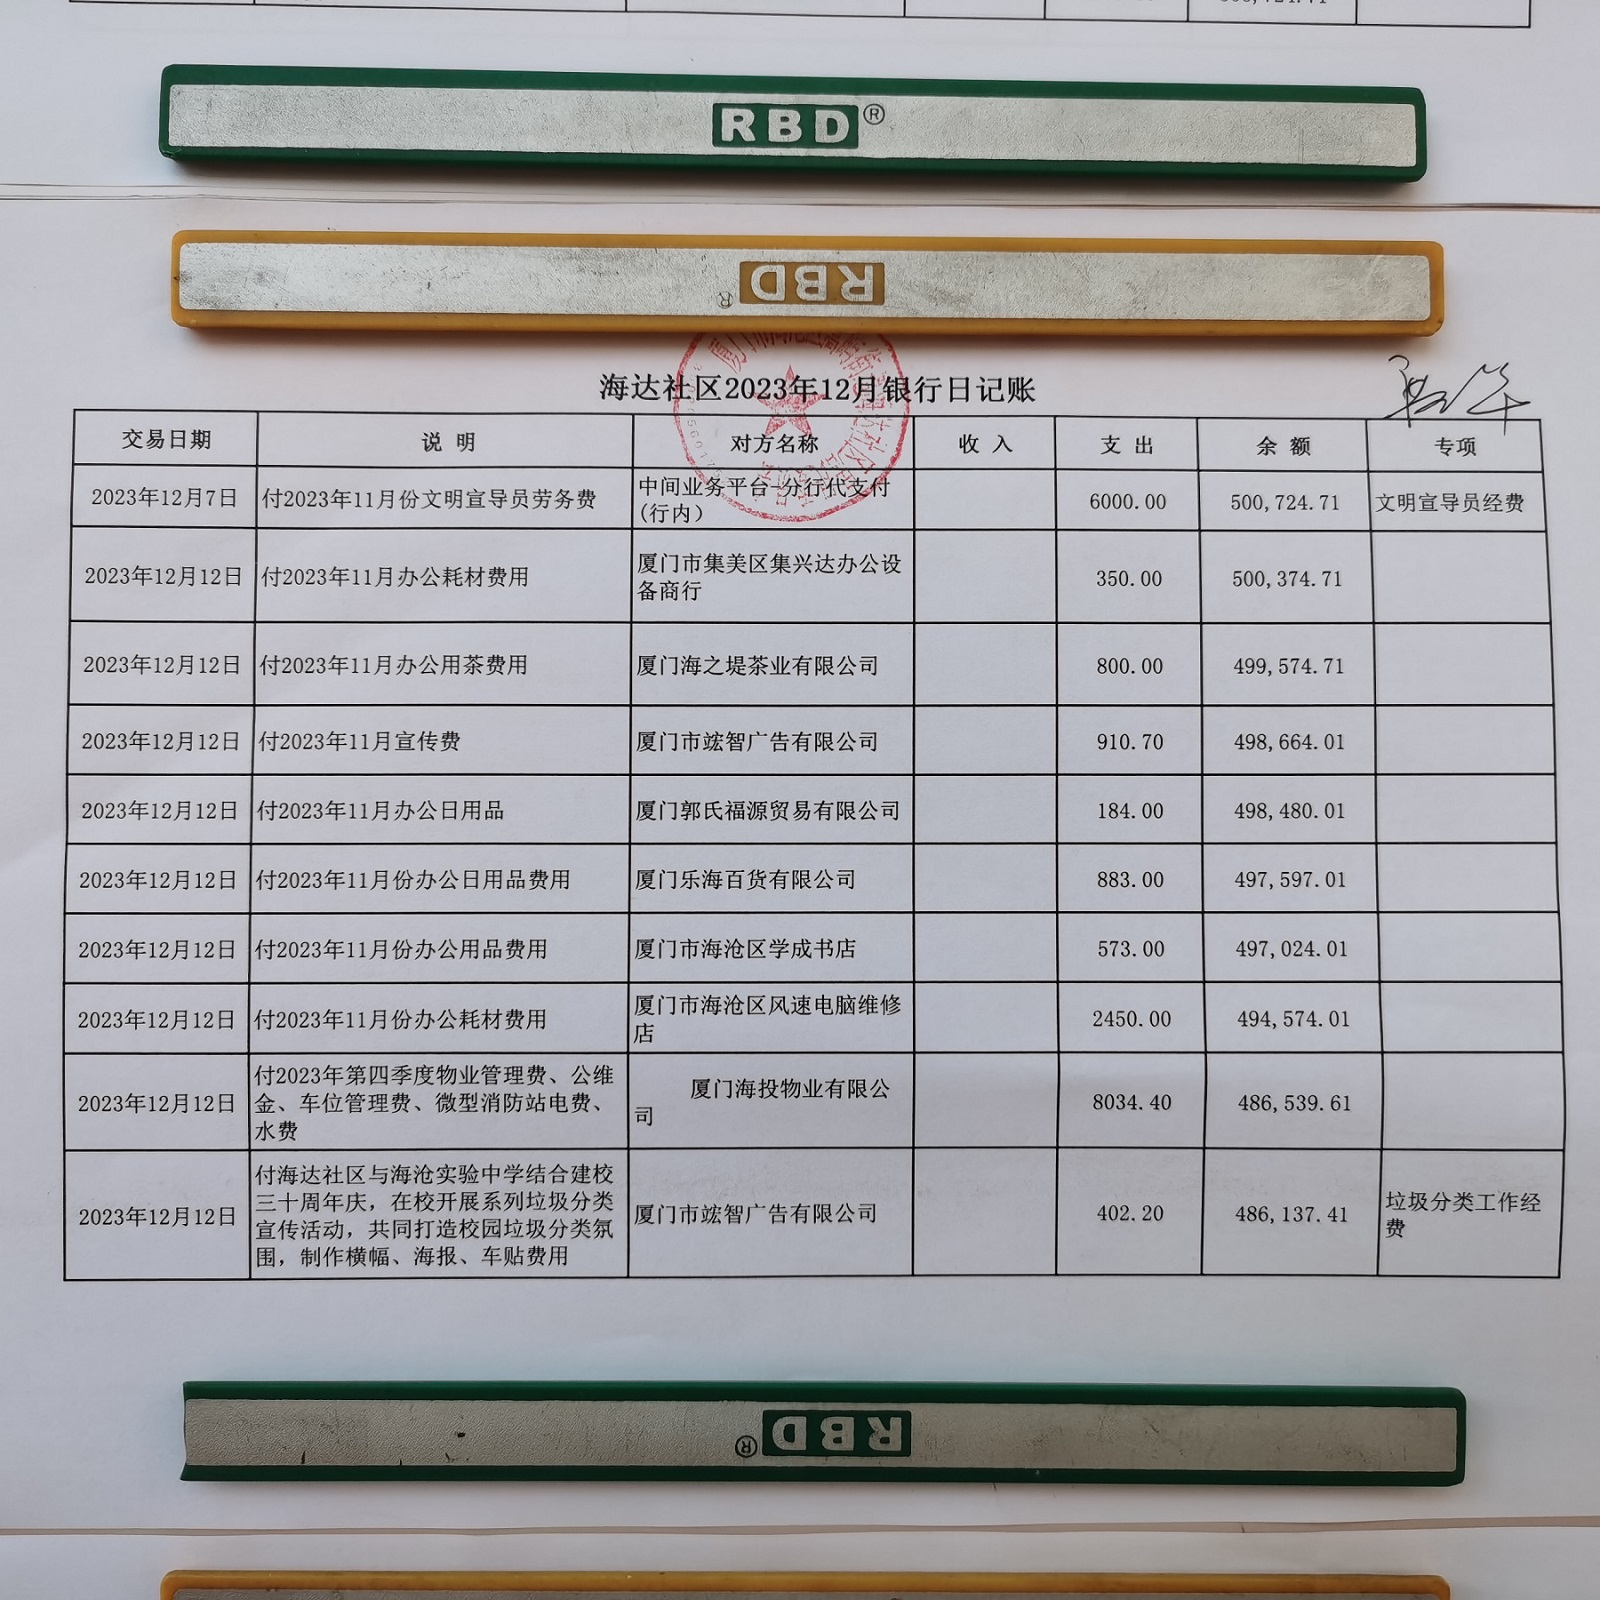 RBD®
RBD®
海达社区2023年12月银行日记账
交易日期 说 明 对方名称 收 入 支 出 余 额 专项
2023年12月7日 付2023年11月份文明宣导员劳务费 中间业务平台-分行代支付
(行内) 6000.00 500,724.71 文明宣导员经费
2023年12月12日 付2023年11月办公耗材费用 厦门市集美区集兴达办公设
备商行 350.00 500,374.71
2023年12月12日 付2023年11月办公用茶费用 厦门海之堤茶业有限公司 800.00 499,574.71
2023年12月12日 付2023年11月宣传费 厦门市竤智广告有限公司 910.70 498,664.01
2023年12月12日 付2023年11月办公日用品 厦门郭氏福源贸易有限公司 184.00 498,480.01
2023年12月12日 付2023年11月份办公日用品费用 厦门乐海百货有限公司 883.00 497,597.01
2023年12月12日 付2023年11月份办公用品费用 厦门市海沧区学成书店 573.00 497,024.01
2023年12月12日 付2023年11月份办公耗材费用 厦门市海沧区风速电脑维修
店 2450.00 494,574.01
2023年12月12日 付2023年第四季度物业管理费、公维
金、车位管理费、微型消防站电费、
水费 厦门海投物业有限公
司 8034.40 486,539.61
2023年12月12日 付海达社区与海沧实验中学结合建校
三十周年庆，在校开展系列垃圾分类
宣传活动，共同打造校园垃圾分类氛
围，制作横幅、海报、车贴费用 厦门市竤智广告有限公司 402.20 486,137.41 垃圾分类工作经
费
RBD®